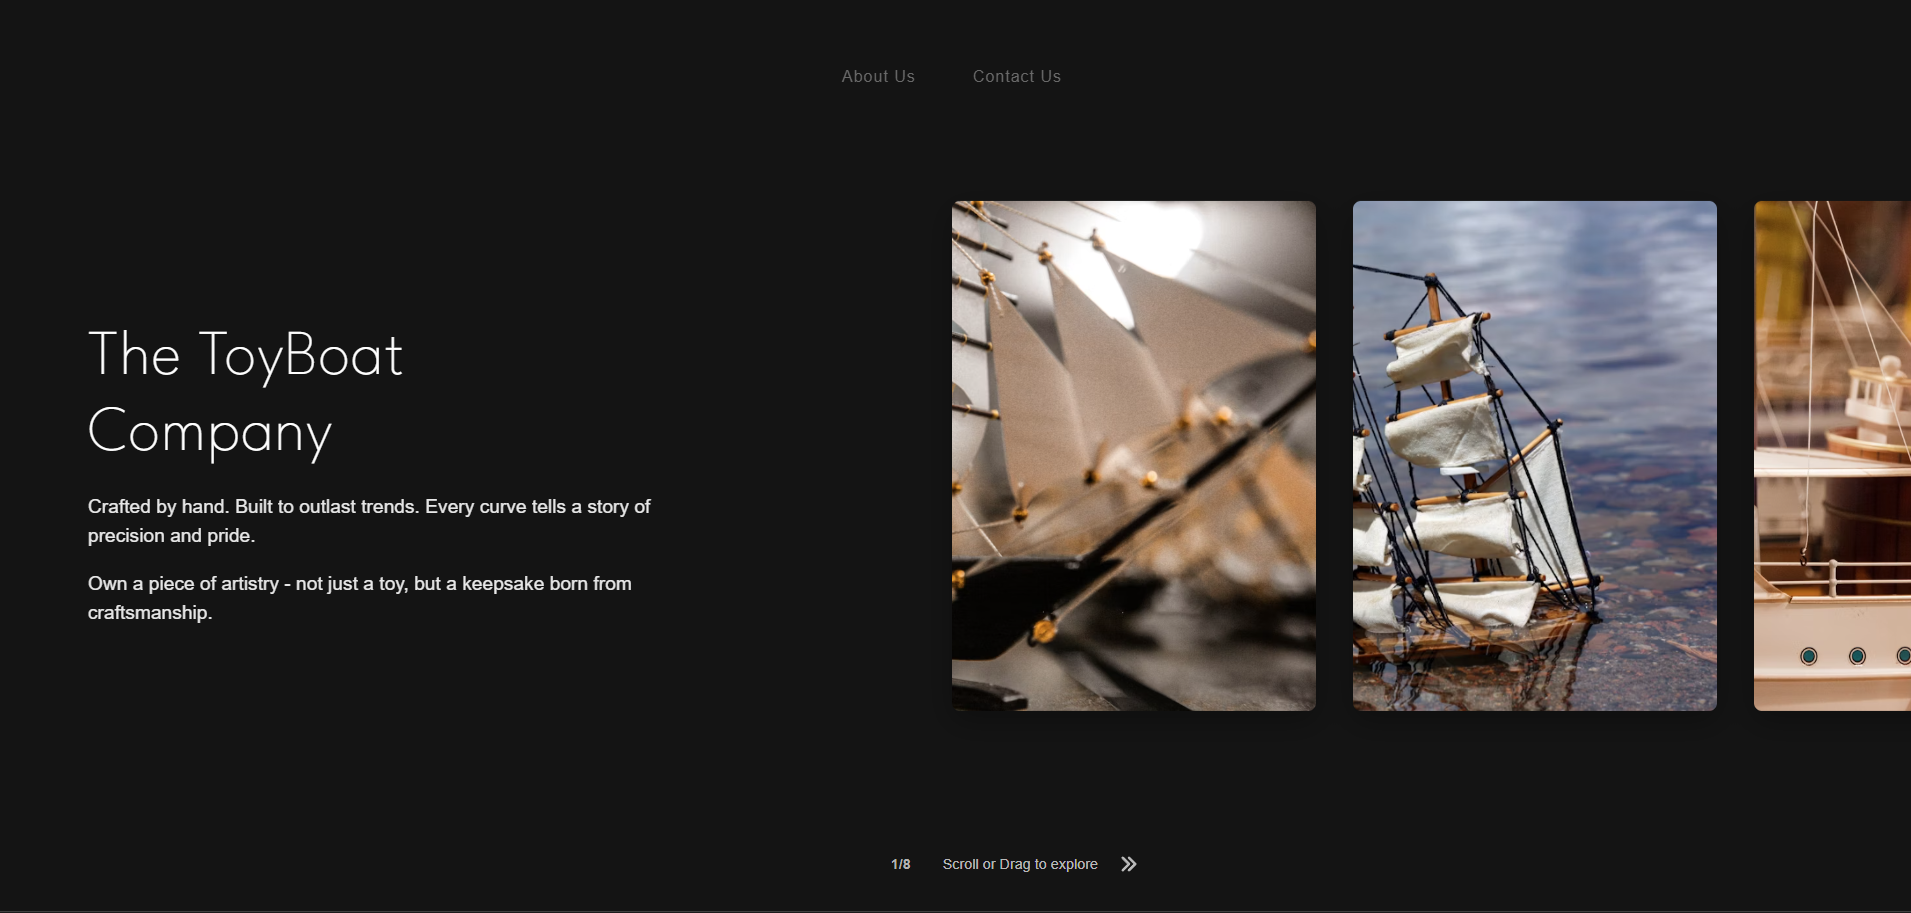 About Us
Contact Us
The ToyBoat
Company
Crafted by hand. Built to outlast trends. Every curve tells a story of
precision and pride.
Own a piece of artistry - not just a toy, but a keepsake born from
craftsmanship.
1/8
Scroll or Drag to explore